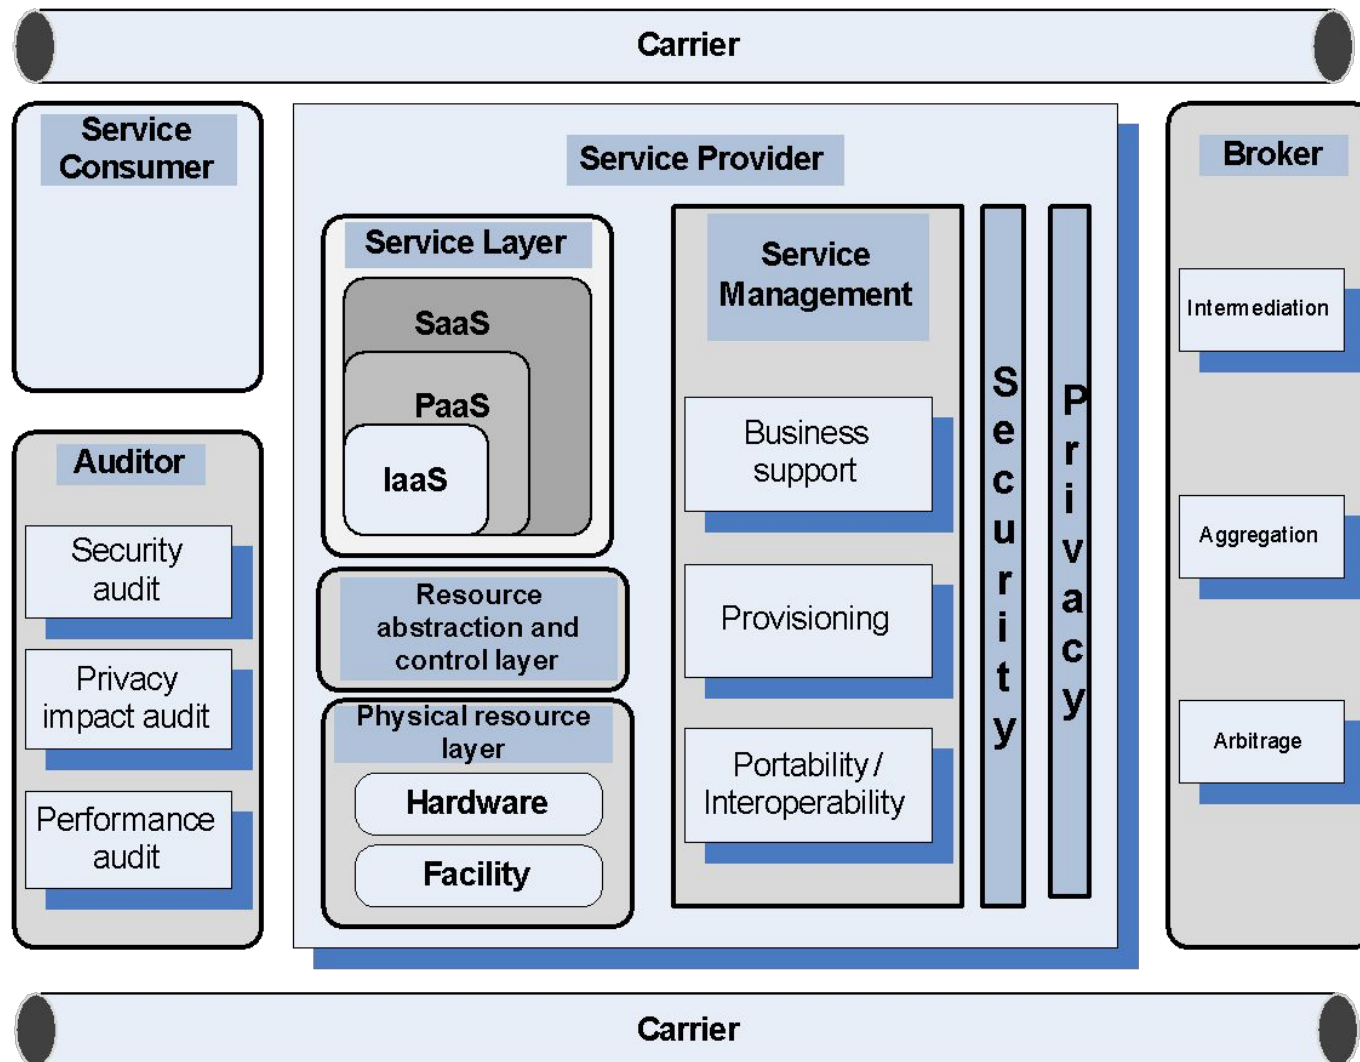 Carrier
Service
Consumer
Auditor
Security
audit
Privacy
impact audit
Performance
audit
Service Provider
Service Layer
SaaS
PaaS
IaaS
Resource
abstraction and
control layer
Physical resource
layer
Hardware
Facility
Service
Management
Business
support
Provisioning
Portability /
Interoperability
Security
Privacy
Broker
Intermediation
Aggregation
Arbitrage
Carrier